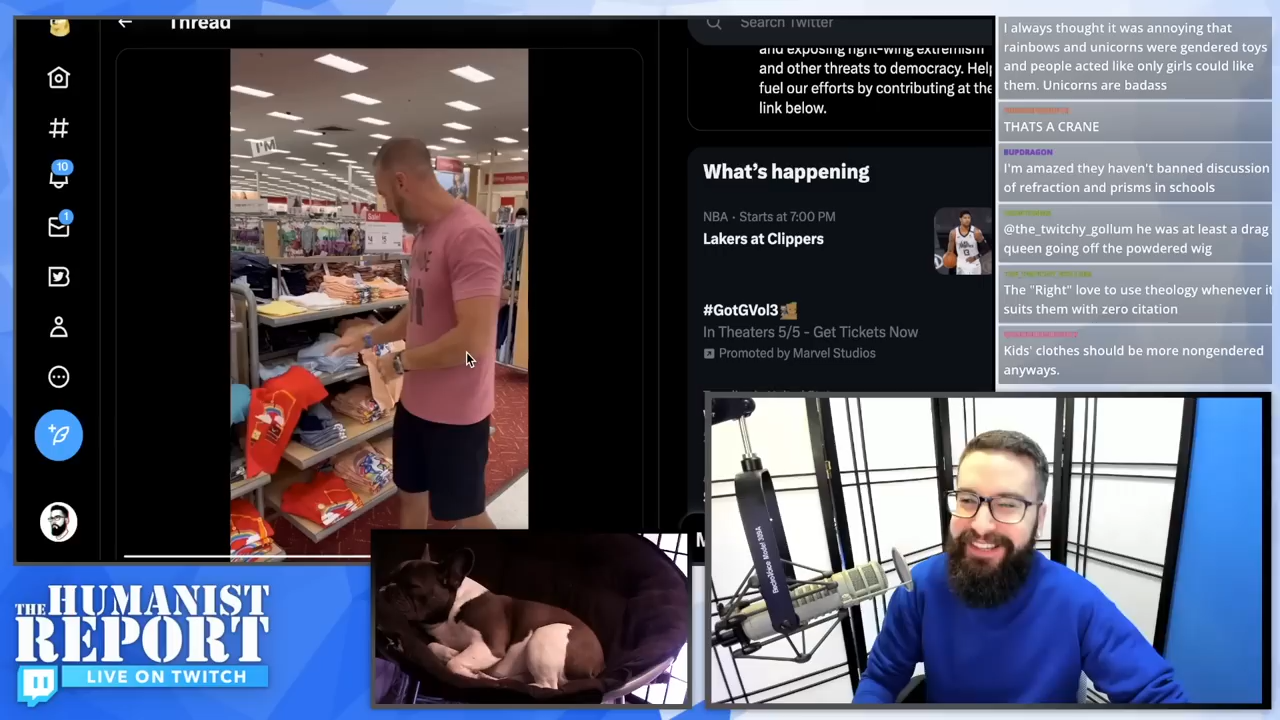 Thread
10
1
I'M
Sale!
Search Twitter
and exposing right-wing extremism
and other threats to democracy. Help
fuel our efforts by contributing at the
link below.
What's happening
NBA · Starts at 7:00 PM
Lakers at Clippers
#GotGVol3
In Theaters 5/5 - Get Tickets Now
Promoted by Marvel Studios
I always thought it was annoying that
rainbows and unicorns were gendered toys
and people acted like only girls could like
them. Unicorns are badass
THATS A CRANE
BUPDRAGON
I'm amazed they haven't banned discussion
of refraction and prisms in schools
@the_twitchy_gollum he was at least a drag
queen going off the powdered wig
The "Right" love to use theology whenever it
suits them with zero citation
Kids' clothes should be more nongendered
anyways.
THE
HUMANIST
REPORT
LIVE ON TWITCH